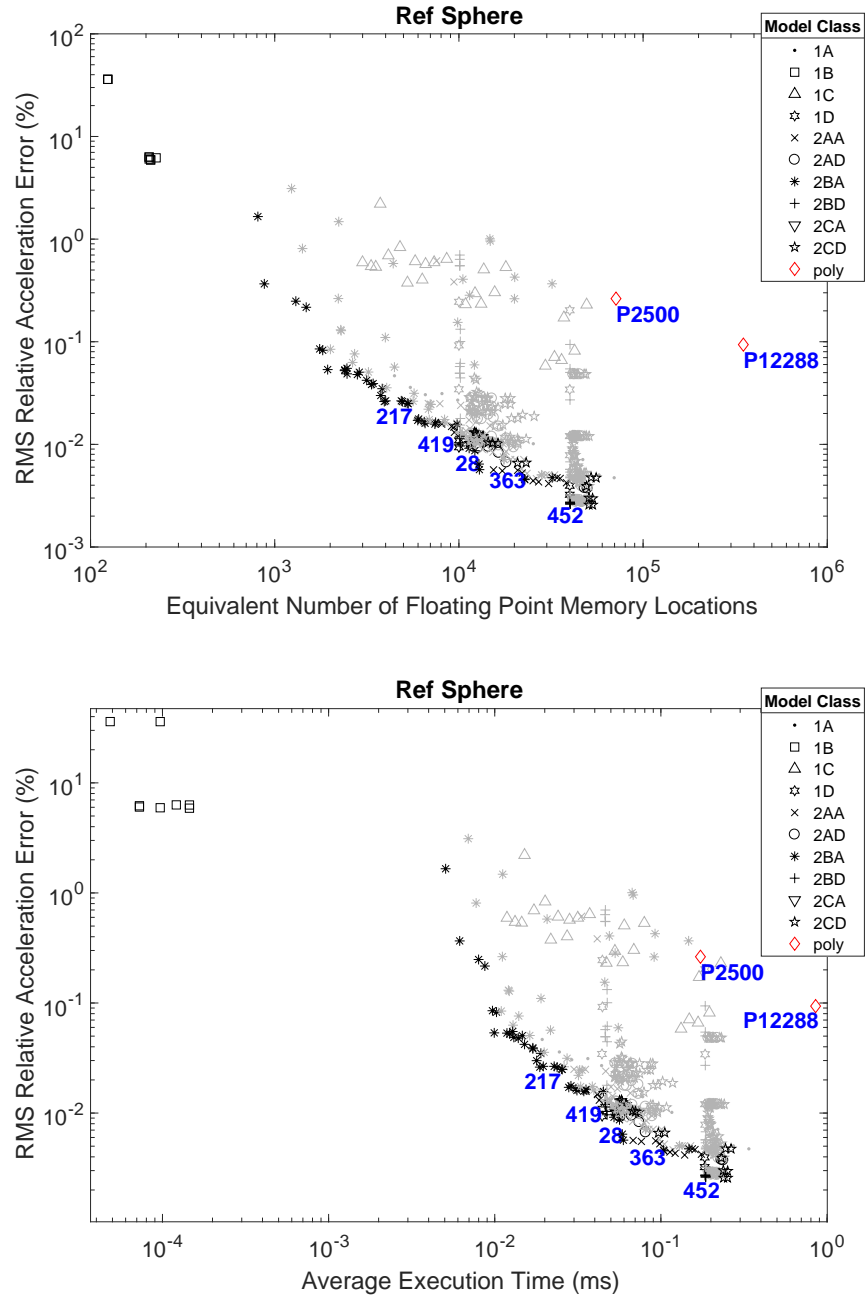 Ref Sphere
10^2
10^1
10^0
10^-1
10^-2
10^-3
RMS Relative Acceleration Error (%)
Model Class
1A
1B
1C
1D
2AA
2AD
2BA
2BD
2CA
2CD
poly
P2500
P12288
217
419
28
363
452
10^2
10^3
10^4
10^5
10^6
Equivalent Number of Floating Point Memory Locations
Ref Sphere
10^1
10^0
10^-1
10^-2
RMS Relative Acceleration Error (%)
Model Class
1A
1B
1C
1D
2AA
2AD
2BA
2BD
2CA
2CD
poly
P2500
P12288
217
419
28
363
452
10^-4
10^-3
10^-2
10^-1
10^0
Average Execution Time (ms)